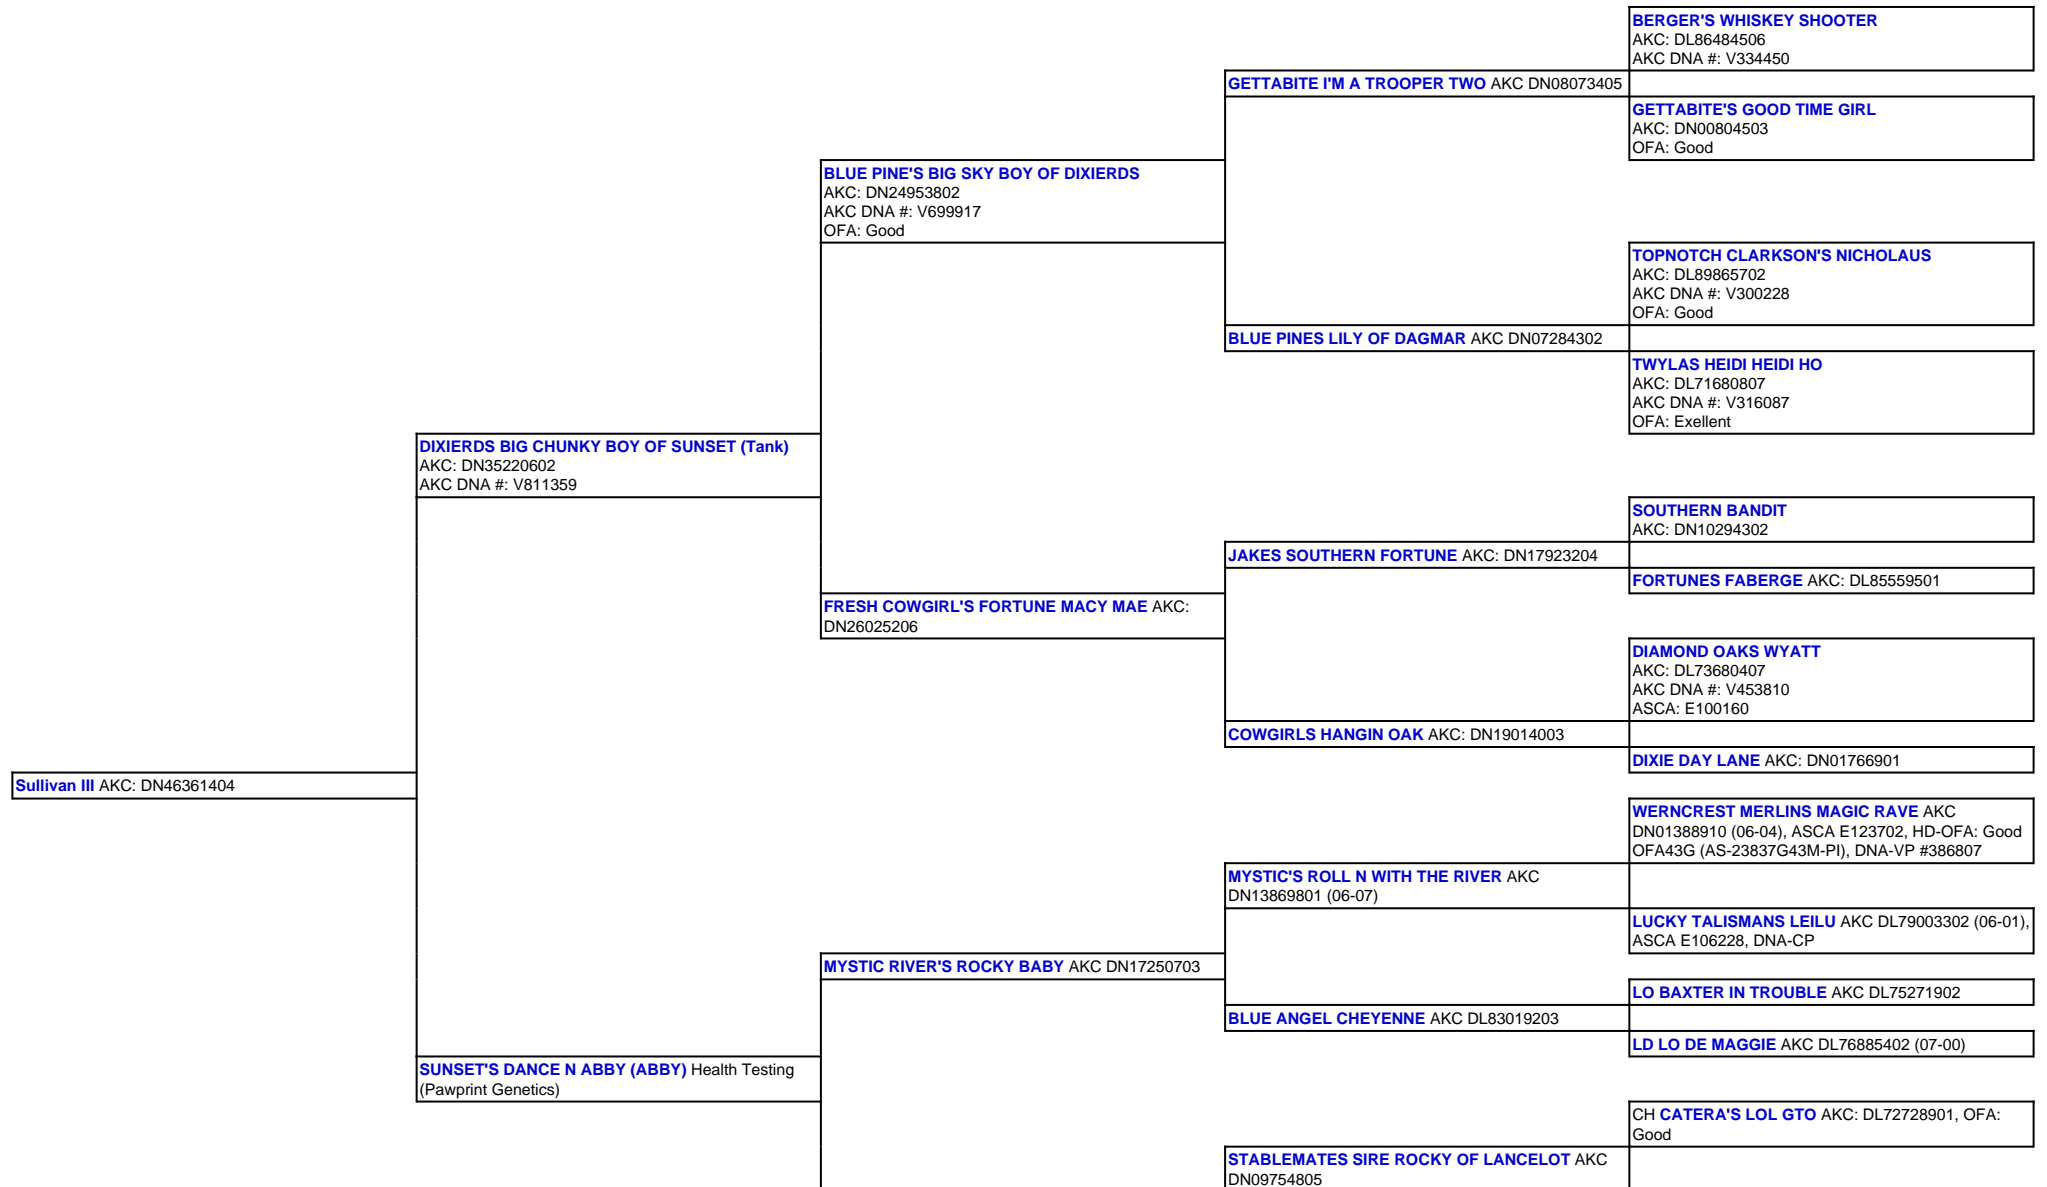 BERGER'S WHISKEY SHOOTER
AKC: DL86484506
AKC DNA #: V334450
GETTABITE I'M A TROOPER TWO AKC DN08073405
GETTABITE'S GOOD TIME GIRL
AKC: DN00804503
OFA: Good
BLUE PINE'S BIG SKY BOY OF DIXIERDS
AKC: DN24953802
AKC DNA #: V699917
OFA: Good
TOPNOTCH CLARKSON'S NICHOLAUS
AKC: DL89865702
AKC DNA #: V300228
OFA: Good
BLUE PINES LILY OF DAGMAR AKC DN07284302
TWYLAS HEIDI HEIDI HO
AKC: DL71680807
AKC DNA #: V316087
OFA: Exellent
DIXIERDS BIG CHUNKY BOY OF SUNSET (Tank)
AKC: DN35220602
AKC DNA #: V811359
SOUTHERN BANDIT
AKC: DN10294302
JAKES SOUTHERN FORTUNE AKC: DN17923204
FORTUNES FABERGE AKC: DL85559501
FRESH COWGIRL'S FORTUNE MACY MAE AKC:
DN26025206
DIAMOND OAKS WYATT
AKC: DL73680407
AKC DNA #: V453810
ASCA: E100160
COWGIRLS HANGIN OAK AKC: DN19014003
DIXIE DAY LANE AKC: DN01766901
Sullivan III AKC: DN46361404
WERNCREST MERLINS MAGIC RAVE AKC
DN01388910 (06-04), ASCA E123702, HD-OFA: Good
OFA43G (AS-23837G43M-PI), DNA-VP #386807
MYSTIC'S ROLL N WITH THE RIVER AKC
DN13869801 (06-07)
LUCKY TALISMANS LEILU AKC DL79003302 (06-01),
ASCA E106228, DNA-CP
MYSTIC RIVER'S ROCKY BABY AKC DN17250703
LO BAXTER IN TROUBLE AKC DL75271902
BLUE ANGEL CHEYENNE AKC DL83019203
LD LO DE MAGGIE AKC DL76885402 (07-00)
SUNSET'S DANCE N ABBY (ABBY) Health Testing
(Pawprint Genetics)
CH CATERA'S LOL GTO AKC: DL72728901, OFA:
Good
STABLEMATES SIRE ROCKY OF LANCELOT AKC
DN09754805